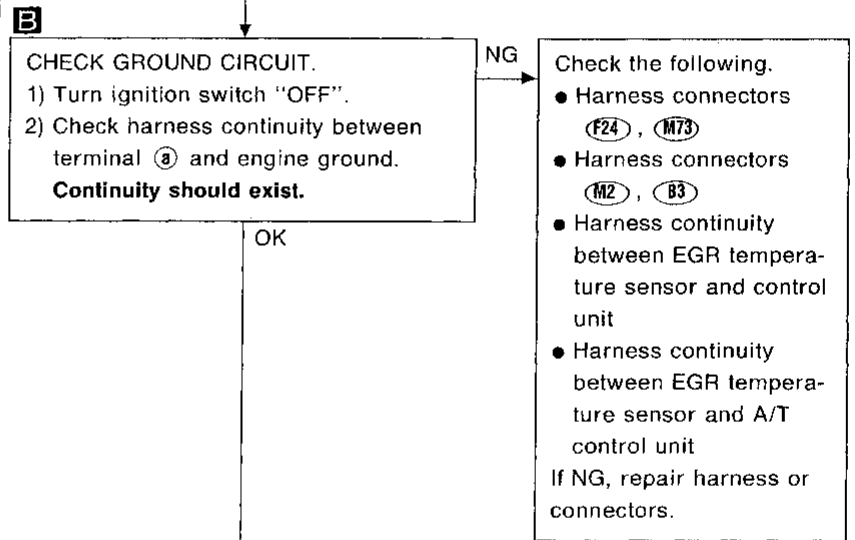 B
CHECK GROUND CIRCUIT.
1) Turn ignition switch “OFF”.
2) Check harness continuity between
terminal ⓐ and engine ground.
Continuity should exist.
OK
NG
Check the following.
● Harness connectors
F24 , M73
● Harness connectors
M2 , B3
● Harness continuity
between EGR tempera-
ture sensor and control
unit
● Harness continuity
between EGR tempera-
ture sensor and A/T
control unit
If NG, repair harness or
connectors.